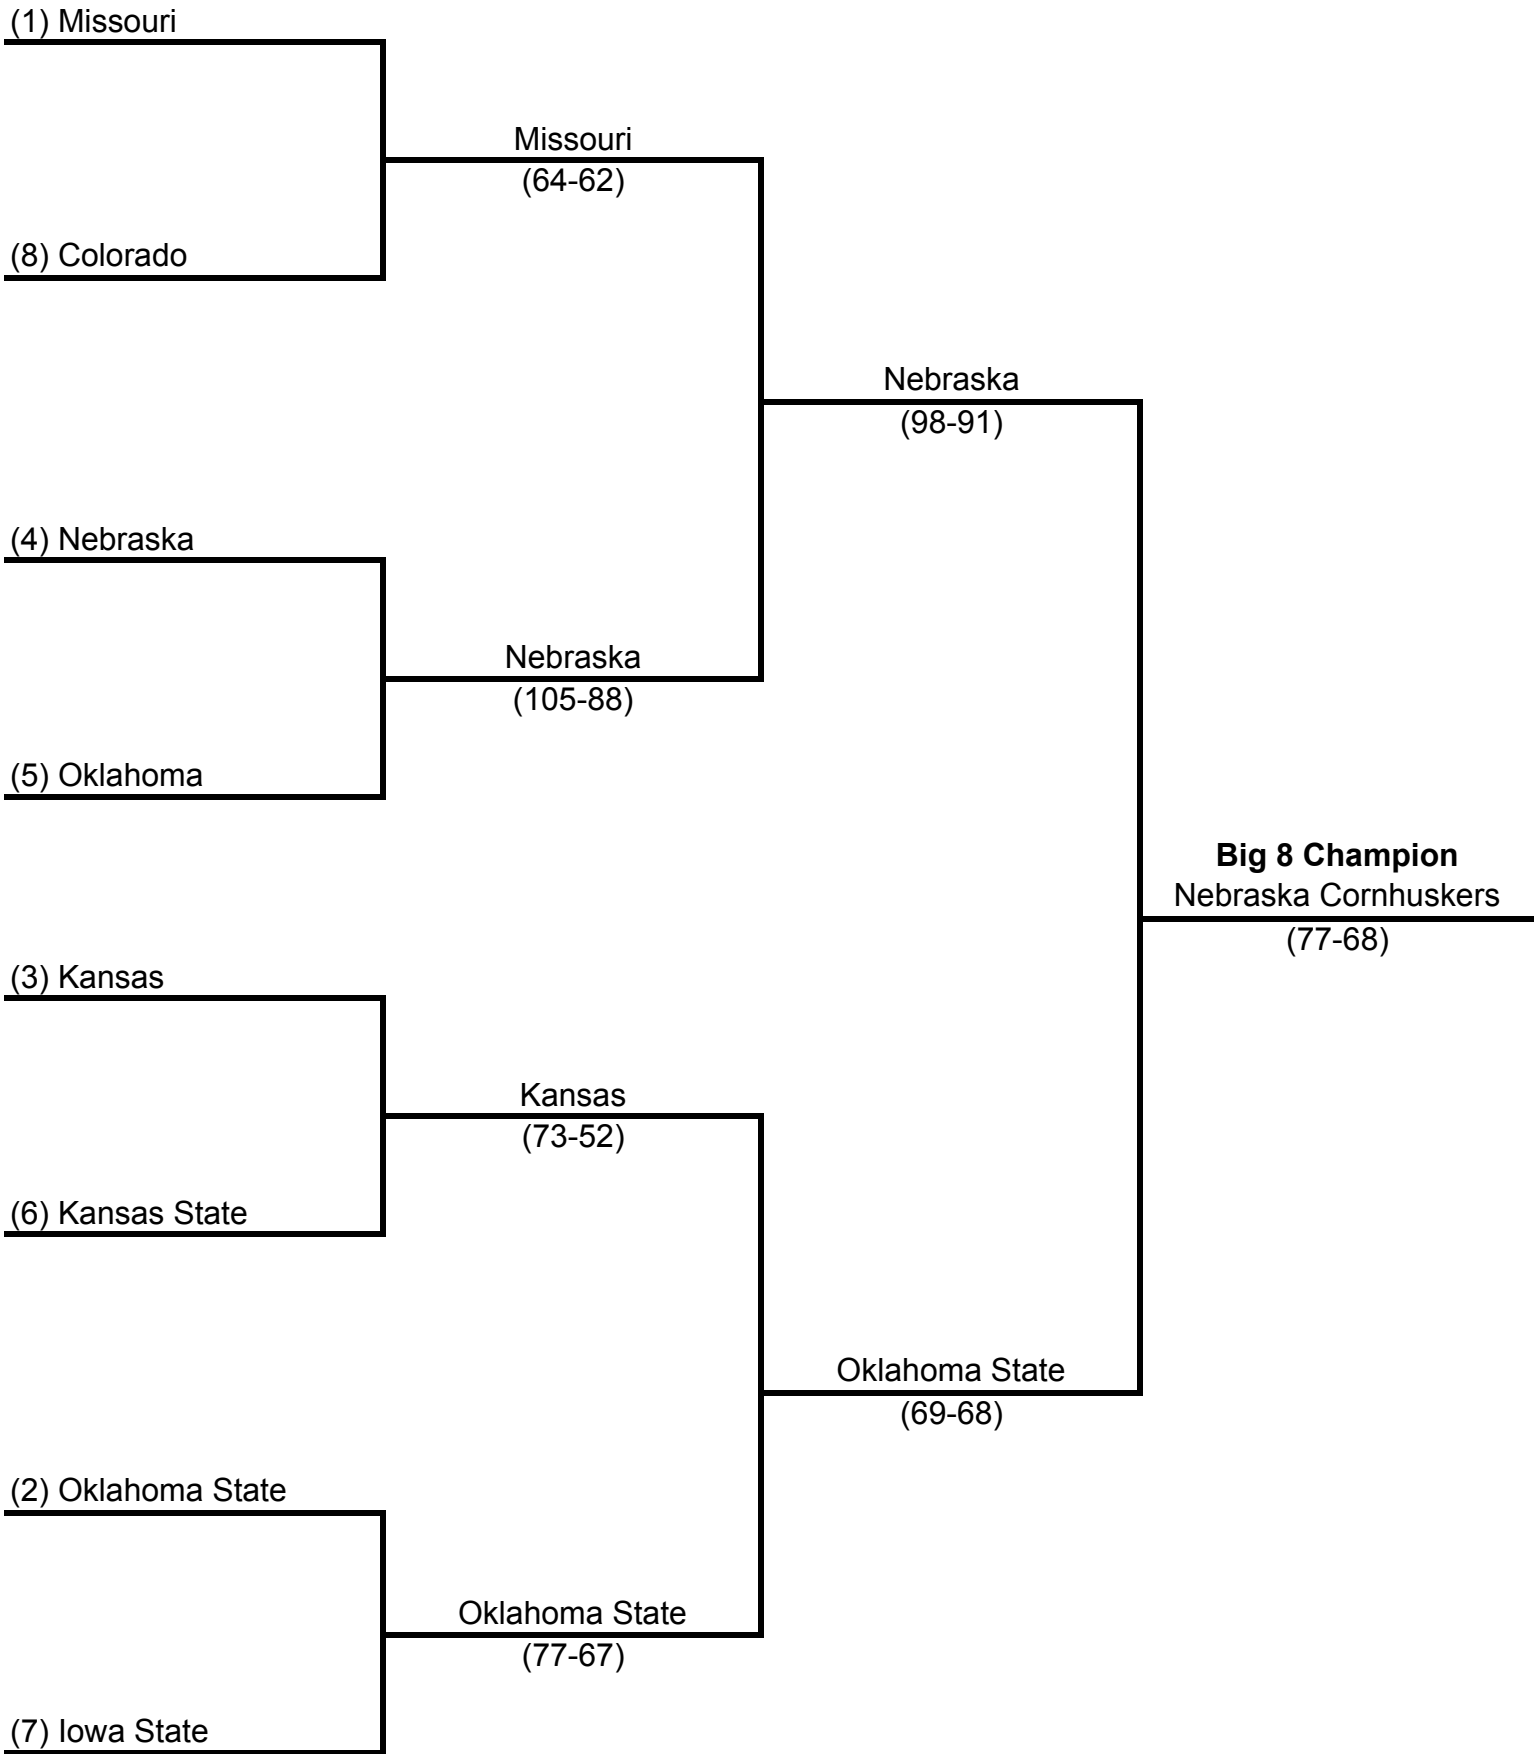 (1) Missouri
Missouri
(64-62)
(8) Colorado
Nebraska
(98-91)
(4) Nebraska
Nebraska
(105-88)
(5) Oklahoma
Big 8 Champion
Nebraska Cornhuskers
(77-68)
(3) Kansas
Kansas
(73-52)
(6) Kansas State
Oklahoma State
(69-68)
(2) Oklahoma State
Oklahoma State
(77-67)
(7) Iowa State